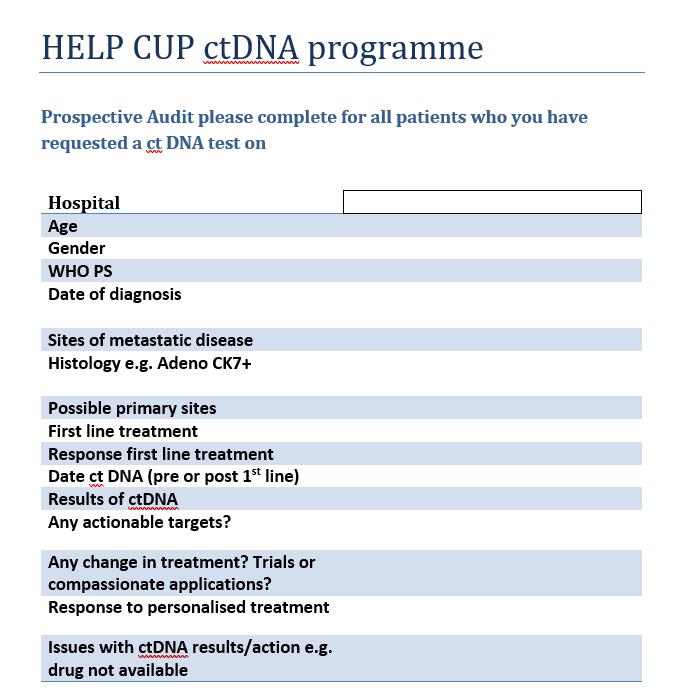 HELP CUP ctDNA programme
Prospective Audit please complete for all patients who you have
requested a ct DNA test on
Hospital
Age
Gender
WHO PS
Date of diagnosis
Sites of metastatic disease
Histology e.g. Adeno CK7+
Possible primary sites
First line treatment
Response first line treatment
Date ct DNA (pre or post 1st line)
Results of ctDNA
Any actionable targets?
Any change in treatment? Trials or
compassionate applications?
Response to personalised treatment
Issues with ctDNA results/action e.g.
drug not available